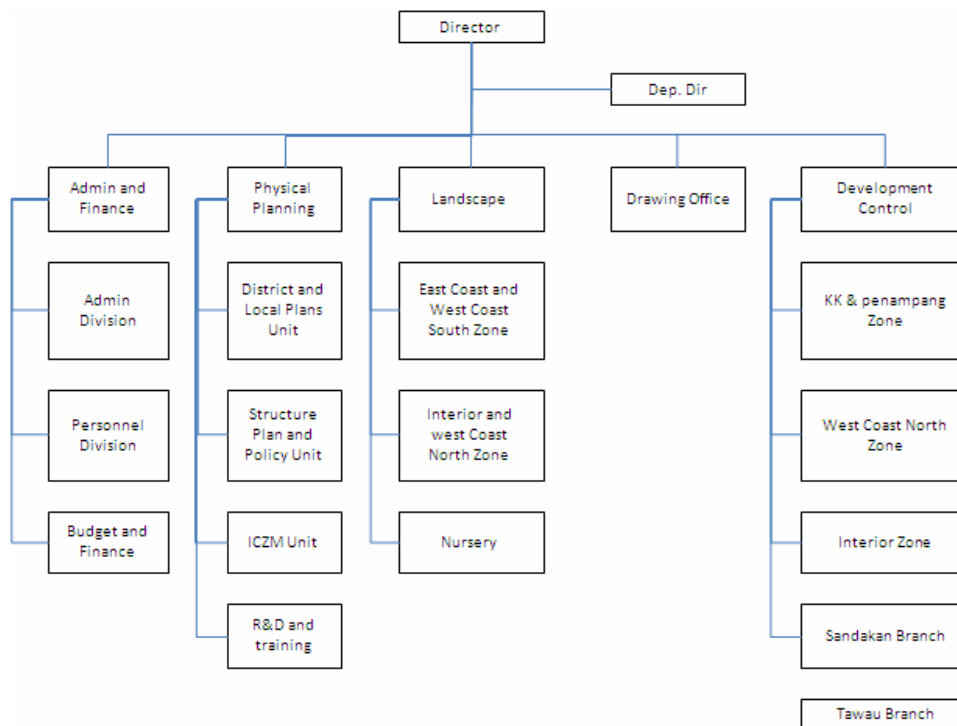 Director
Dep. Dir
Admin and
Finance
Physical
Planning
Landscape
Drawing Office
Development
Control
Admin
Division
District and
Local Plans
Unit
East Coast and
West Coast
South Zone
KK & penampang
Zone
Personnel
Division
Structure
Plan and
Policy Unit
Interior and
west Coast
North Zone
West Coast North
Zone
Budget and
Finance
ICZM Unit
Nursery
Interior Zone
R&D and
training
Sandakan Branch
Tawau Branch